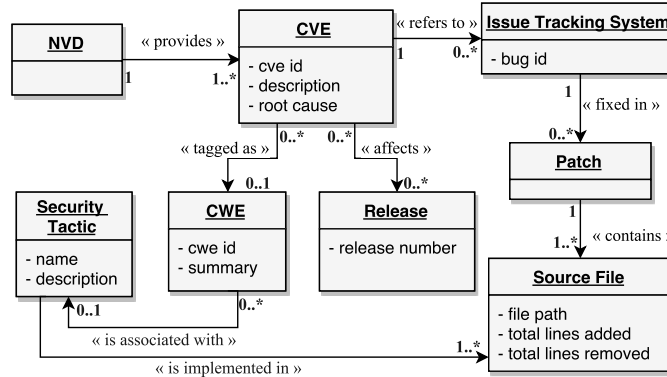 NVD
« provides »
1
1..*
CVE
- cve id
- description
- root cause
« refers to »
1
0..*
Issue Tracking System
- bug id
1
« fixed in »
0..*
Patch
1
« contains
1..*
0..*
0..*
« tagged as »
« affects »
0..1
0..*
Security
Tactic
- name
- description
CWE
- cwe id
- summary
Release
- release number
Source File
- file path
- total lines added
- total lines removed
0..1
0..*
« is associated with »
1..*
« is implemented in »